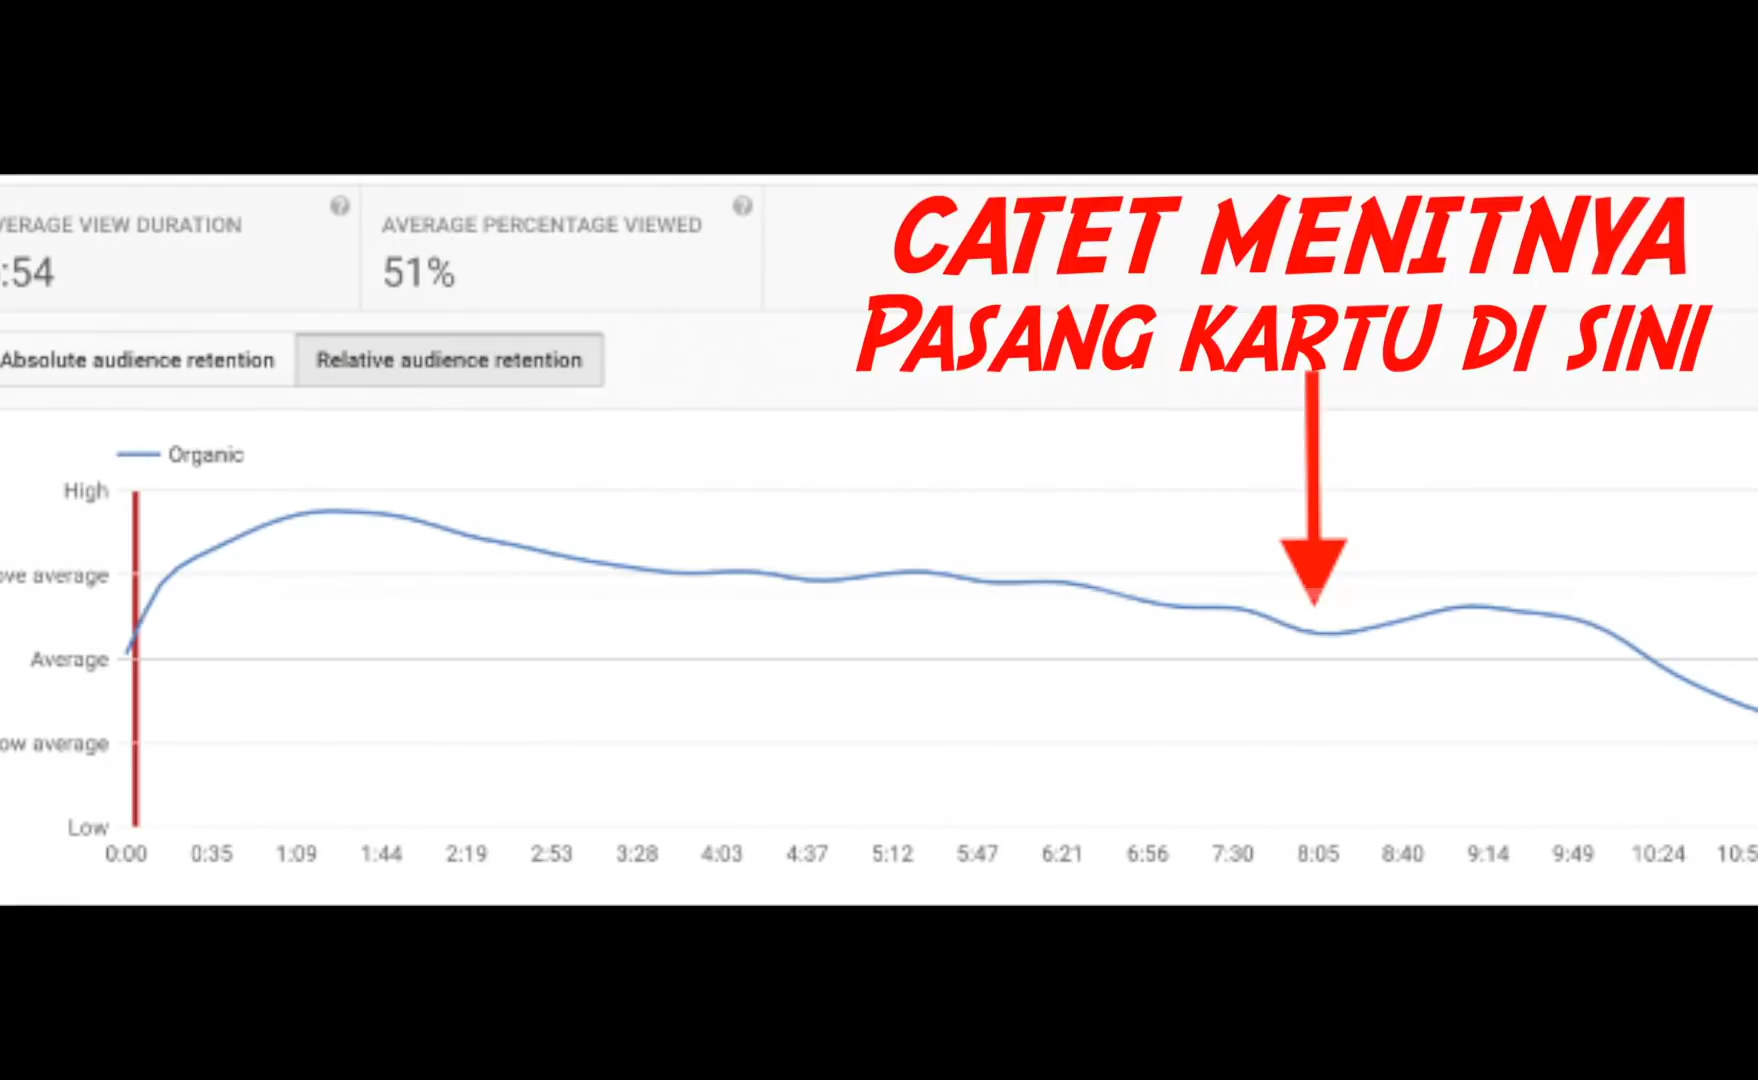 CATET MENITNYA
PASANG KARTU DI SINI
VERAGE VIEW DURATION
:54
AVERAGE PERCENTAGE VIEWED
51%
Absolute audience retention
Relative audience retention
Organic
High
ove average
Average
ow average
Low
0:00 0:35 1:09 1:44 2:19 2:53 3:28 4:03 4:37 5:12 5:47 6:21 6:56 7:30 8:05 8:40 9:14 9:49 10:24 10:5